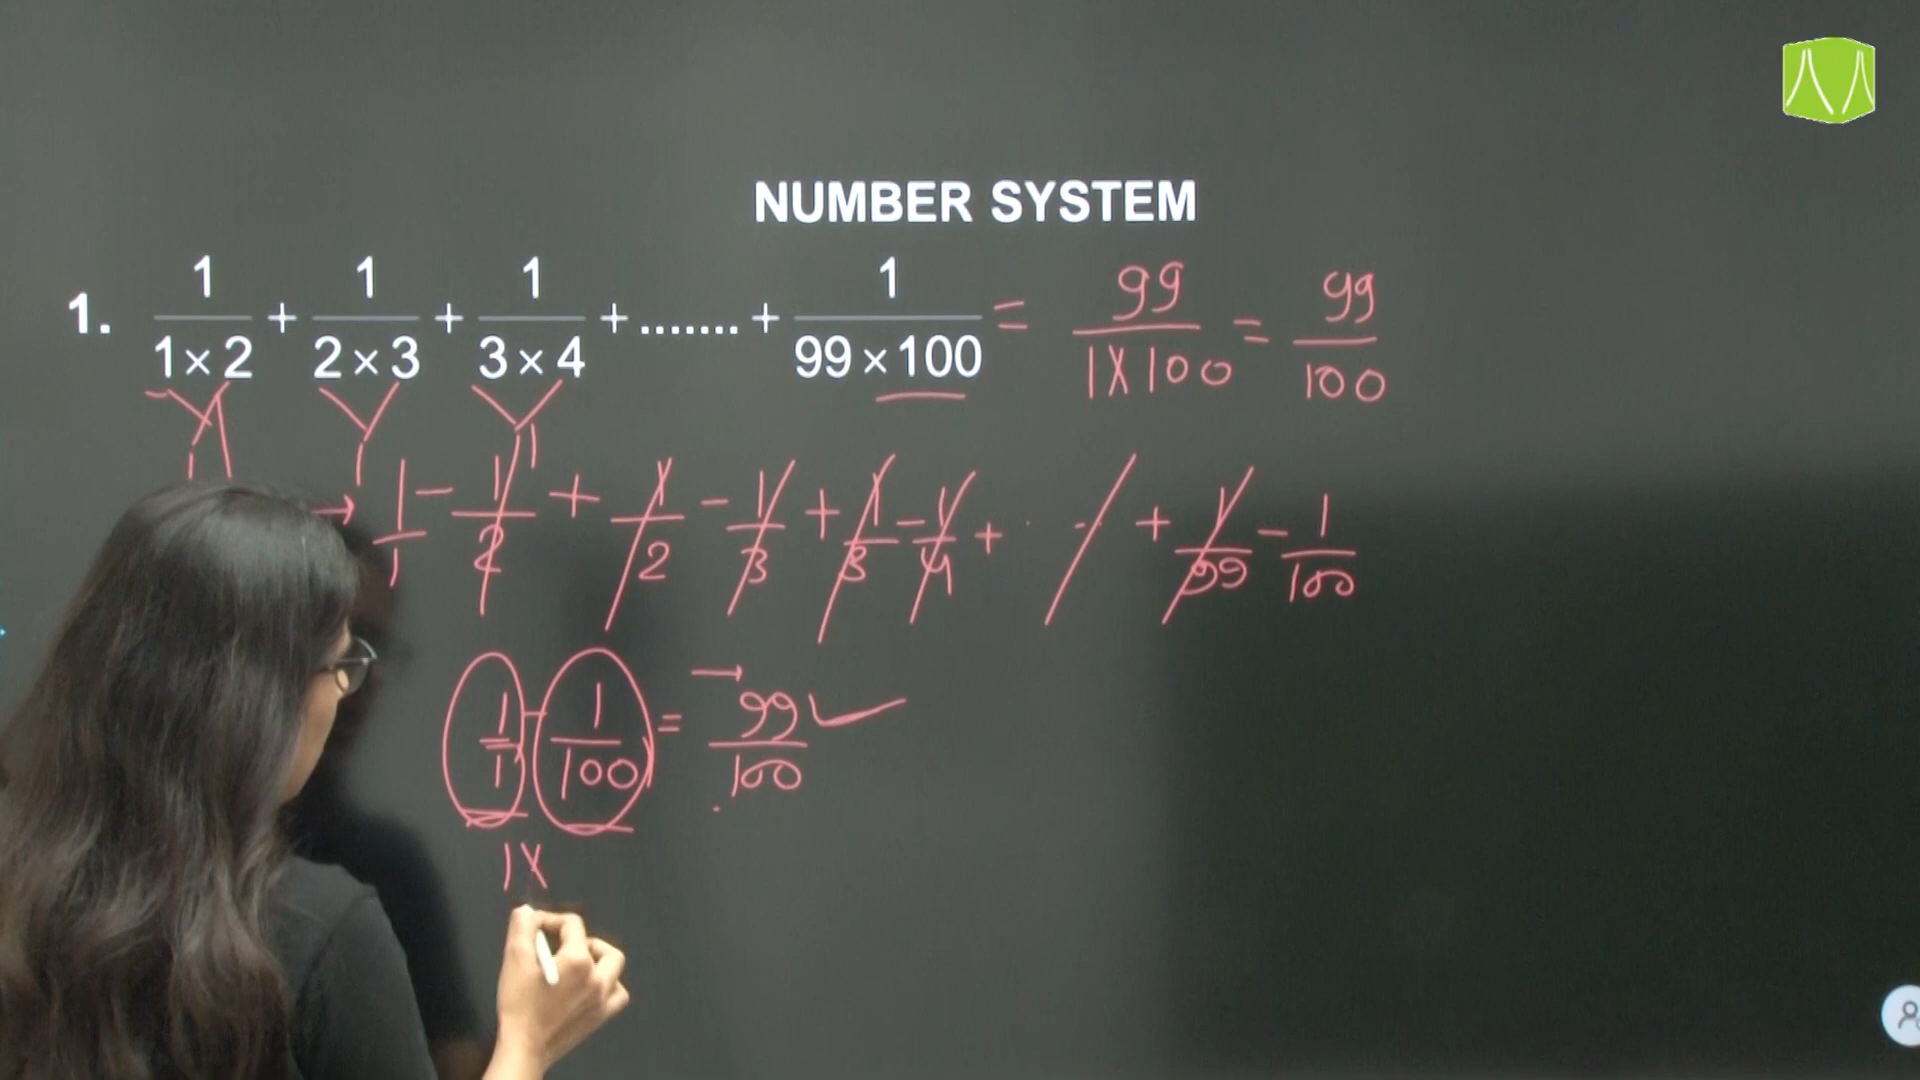 NUMBER SYSTEM
1. 1/(1×2) + 1/(2×3) + 1/(3×4) + ....... + 1/(99×100) = 99/(1×100) = 99/100
→ 1/1 - 1/2 + 1/2 - 1/3 + 1/3 - 1/4 + · · + 1/99 - 1/100
1/1 - 1/100 = → 99/100 ✓
1×